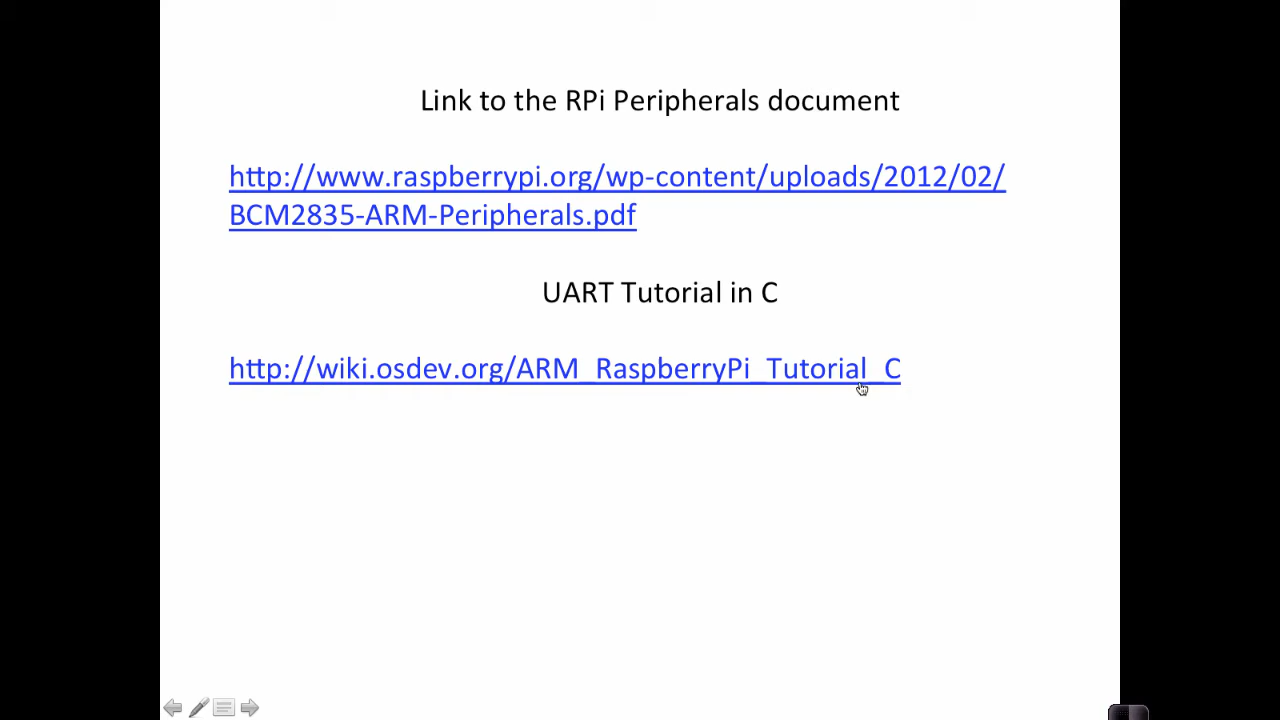 Link to the RPi Peripherals document
http://www.raspberrypi.org/wp-content/uploads/2012/02/
BCM2835-ARM-Peripherals.pdf
UART Tutorial in C
http://wiki.osdev.org/ARM_RaspberryPi_Tutorial_C